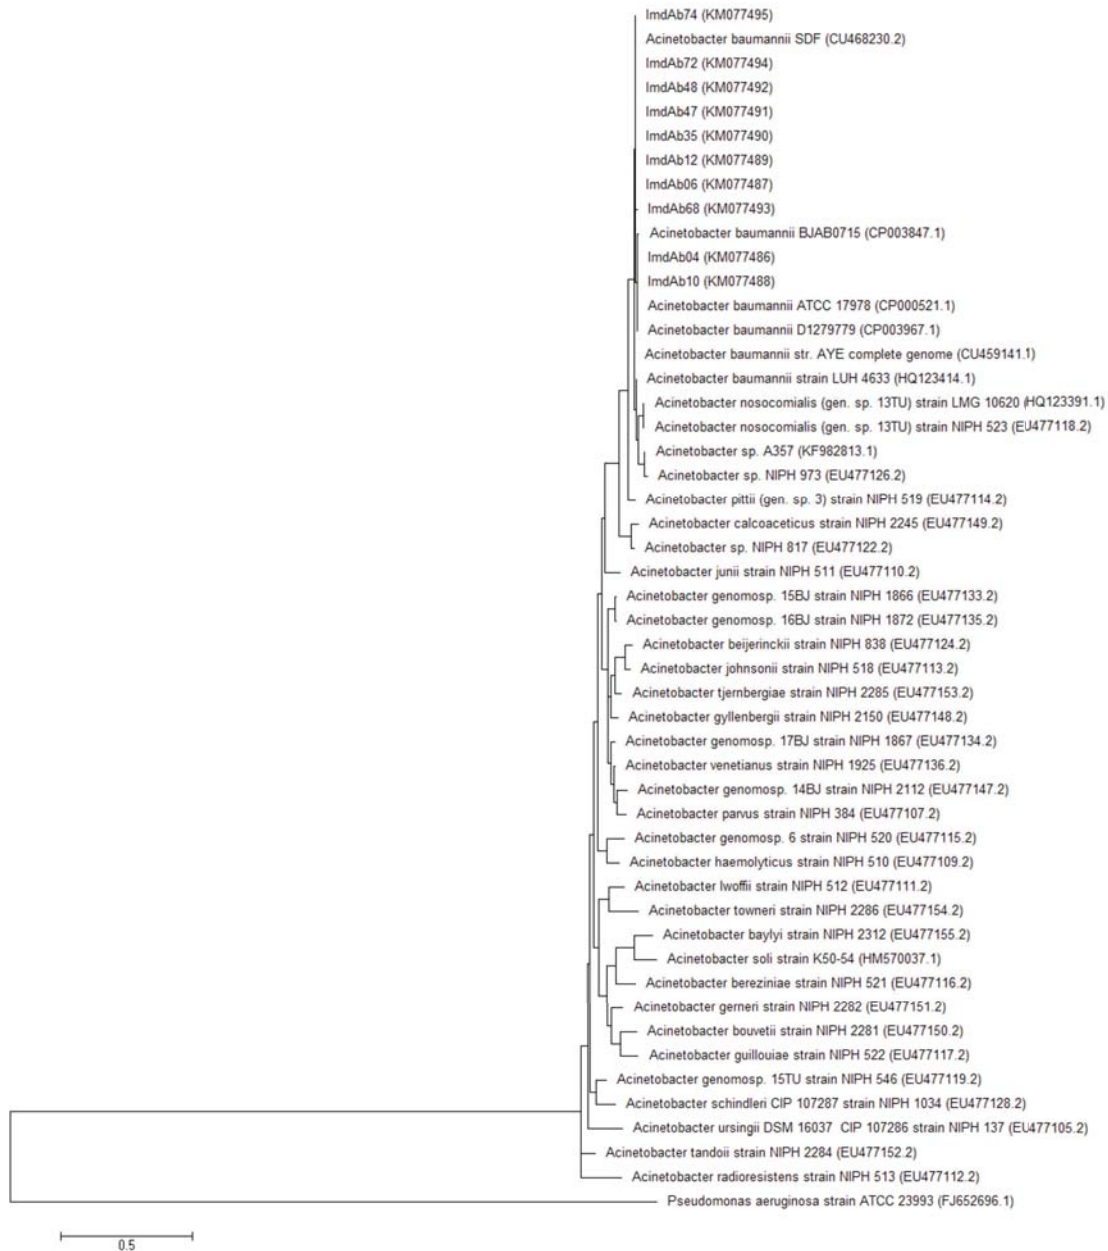 ImdAb74 (KM077495)
Acinetobacter baumannii SDF (CU468230.2)
ImdAb72 (KM077494)
ImdAb48 (KM077492)
ImdAb47 (KM077491)
ImdAb35 (KM077490)
ImdAb12 (KM077489)
ImdAb06 (KM077487)
ImdAb68 (KM077493)
Acinetobacter baumannii BJAB0715 (CP003847.1)
ImdAb04 (KM077486)
ImdAb10 (KM077488)
Acinetobacter baumannii ATCC 17978 (CP000521.1)
Acinetobacter baumannii D1279779 (CP003967.1)
Acinetobacter baumannii str. AYE complete genome (CU459141.1)
Acinetobacter baumannii strain LUH 4633 (HQ123414.1)
Acinetobacter nosocomialis (gen. sp. 13TU) strain LMG 10620 (HQ123391.1)
Acinetobacter nosocomialis (gen. sp. 13TU) strain NIPH 523 (EU477118.2)
Acinetobacter sp. A357 (KF982813.1)
Acinetobacter sp. NIPH 973 (EU477126.2)
Acinetobacter pittii (gen. sp. 3) strain NIPH 519 (EU477114.2)
Acinetobacter calcoaceticus strain NIPH 2245 (EU477149.2)
Acinetobacter sp. NIPH 817 (EU477122.2)
Acinetobacter junii strain NIPH 511 (EU477110.2)
Acinetobacter genomosp. 15BJ strain NIPH 1866 (EU477133.2)
Acinetobacter genomosp. 16BJ strain NIPH 1872 (EU477135.2)
Acinetobacter beijerinckii strain NIPH 838 (EU477124.2)
Acinetobacter johnsonii strain NIPH 518 (EU477113.2)
Acinetobacter tjernbergiae strain NIPH 2285 (EU477153.2)
Acinetobacter gyllenbergii strain NIPH 2150 (EU477148.2)
Acinetobacter genomosp. 17BJ strain NIPH 1867 (EU477134.2)
Acinetobacter venetianus strain NIPH 1925 (EU477136.2)
Acinetobacter genomosp. 14BJ strain NIPH 2112 (EU477147.2)
Acinetobacter parvus strain NIPH 384 (EU477107.2)
Acinetobacter genomosp. 6 strain NIPH 520 (EU477115.2)
Acinetobacter haemolyticus strain NIPH 510 (EU477109.2)
Acinetobacter lwoffii strain NIPH 512 (EU477111.2)
Acinetobacter towneri strain NIPH 2286 (EU477154.2)
Acinetobacter baylyi strain NIPH 2312 (EU477155.2)
Acinetobacter soli strain K50-54 (HM570037.1)
Acinetobacter bereziniae strain NIPH 521 (EU477116.2)
Acinetobacter gerneri strain NIPH 2282 (EU477151.2)
Acinetobacter bouvetii strain NIPH 2281 (EU477150.2)
Acinetobacter guillouiae strain NIPH 522 (EU477117.2)
Acinetobacter genomosp. 15TU strain NIPH 546 (EU477119.2)
Acinetobacter schindleri CIP 107287 strain NIPH 1034 (EU477128.2)
Acinetobacter ursingii DSM 16037 CIP 107286 strain NIPH 137 (EU477105.2)
Acinetobacter tandoii strain NIPH 2284 (EU477152.2)
Acinetobacter radioresistens strain NIPH 513 (EU477112.2)
Pseudomonas aeruginosa strain ATCC 23993 (FJ652696.1)
0.5